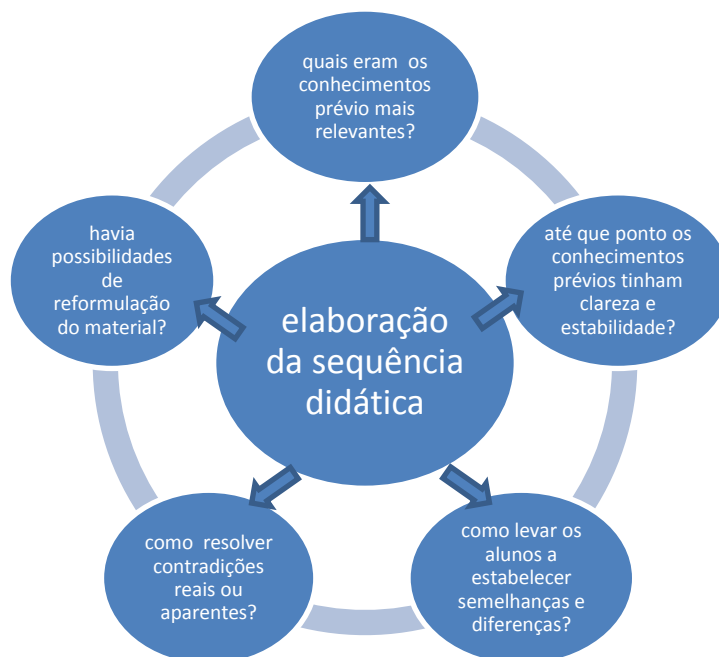 quais eram os
conhecimentos
prévio mais
relevantes?
até que ponto os
conhecimentos
prévios tinham
clareza e
estabilidade?
como levar os
alunos a
estabelecer
semelhanças e
diferenças?
como resolver
contradições
reais ou
aparentes?
havia
possibilidades
de
reformulação
do material?
elaboração
da sequência
didática